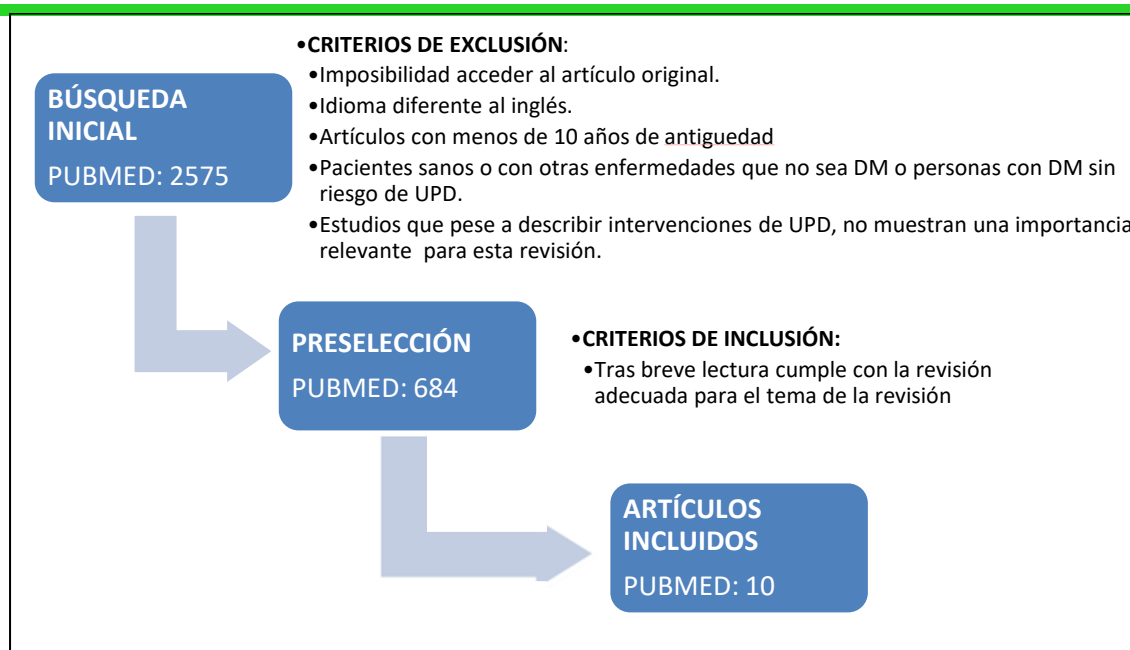 •CRITERIOS DE EXCLUSIÓN:
•Imposibilidad acceder al artículo original.
•Idioma diferente al inglés.
•Artículos con menos de 10 años de antiguedad
•Pacientes sanos o con otras enfermedades que no sea DM o personas con DM sin
riesgo de UPD.
•Estudios que pese a describir intervenciones de UPD, no muestran una importancia
relevante para esta revisión.
BÚSQUEDA
INICIAL
PUBMED: 2575
PRESELECCIÓN
PUBMED: 684
•CRITERIOS DE INCLUSIÓN:
•Tras breve lectura cumple con la revisión
adecuada para el tema de la revisión
ARTÍCULOS
INCLUIDOS
PUBMED: 10